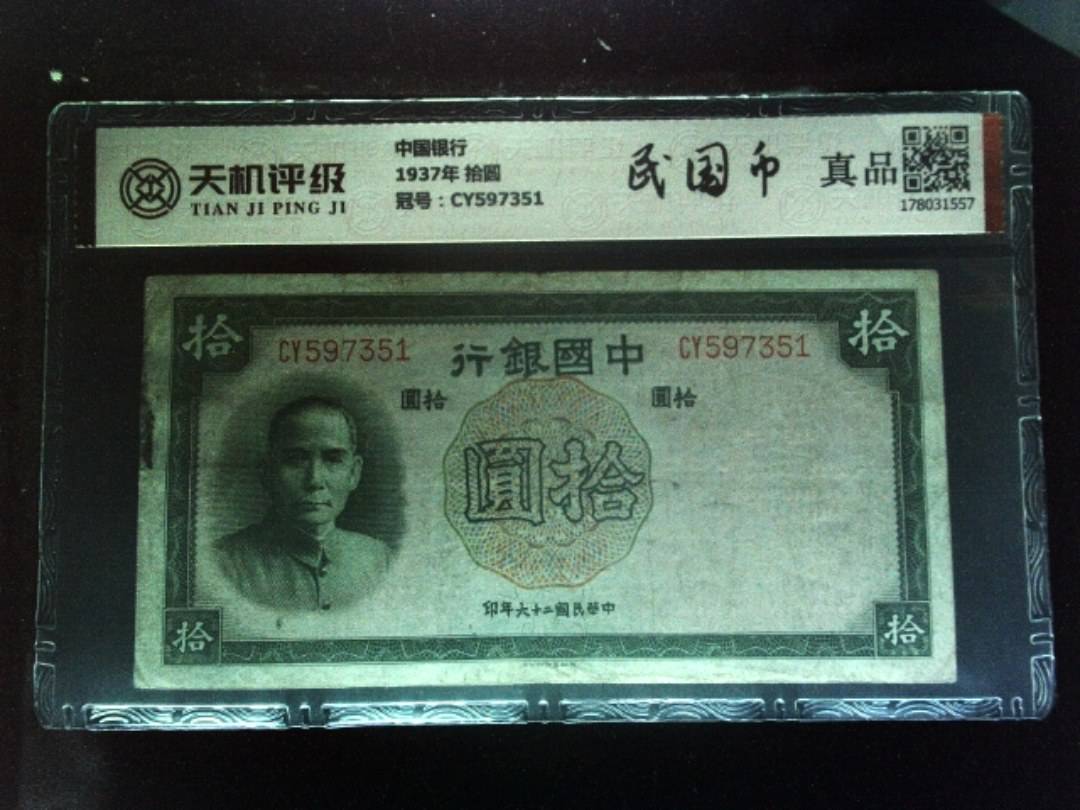 天机评级
TIAN JI PING JI
中国银行
1937年 拾圆
冠号：CY597351
民国币
真品
178031557
拾
拾
CY597351
行銀國中
CY597351
圓拾
圓拾
圓拾
印年六十二國民華中
拾
拾